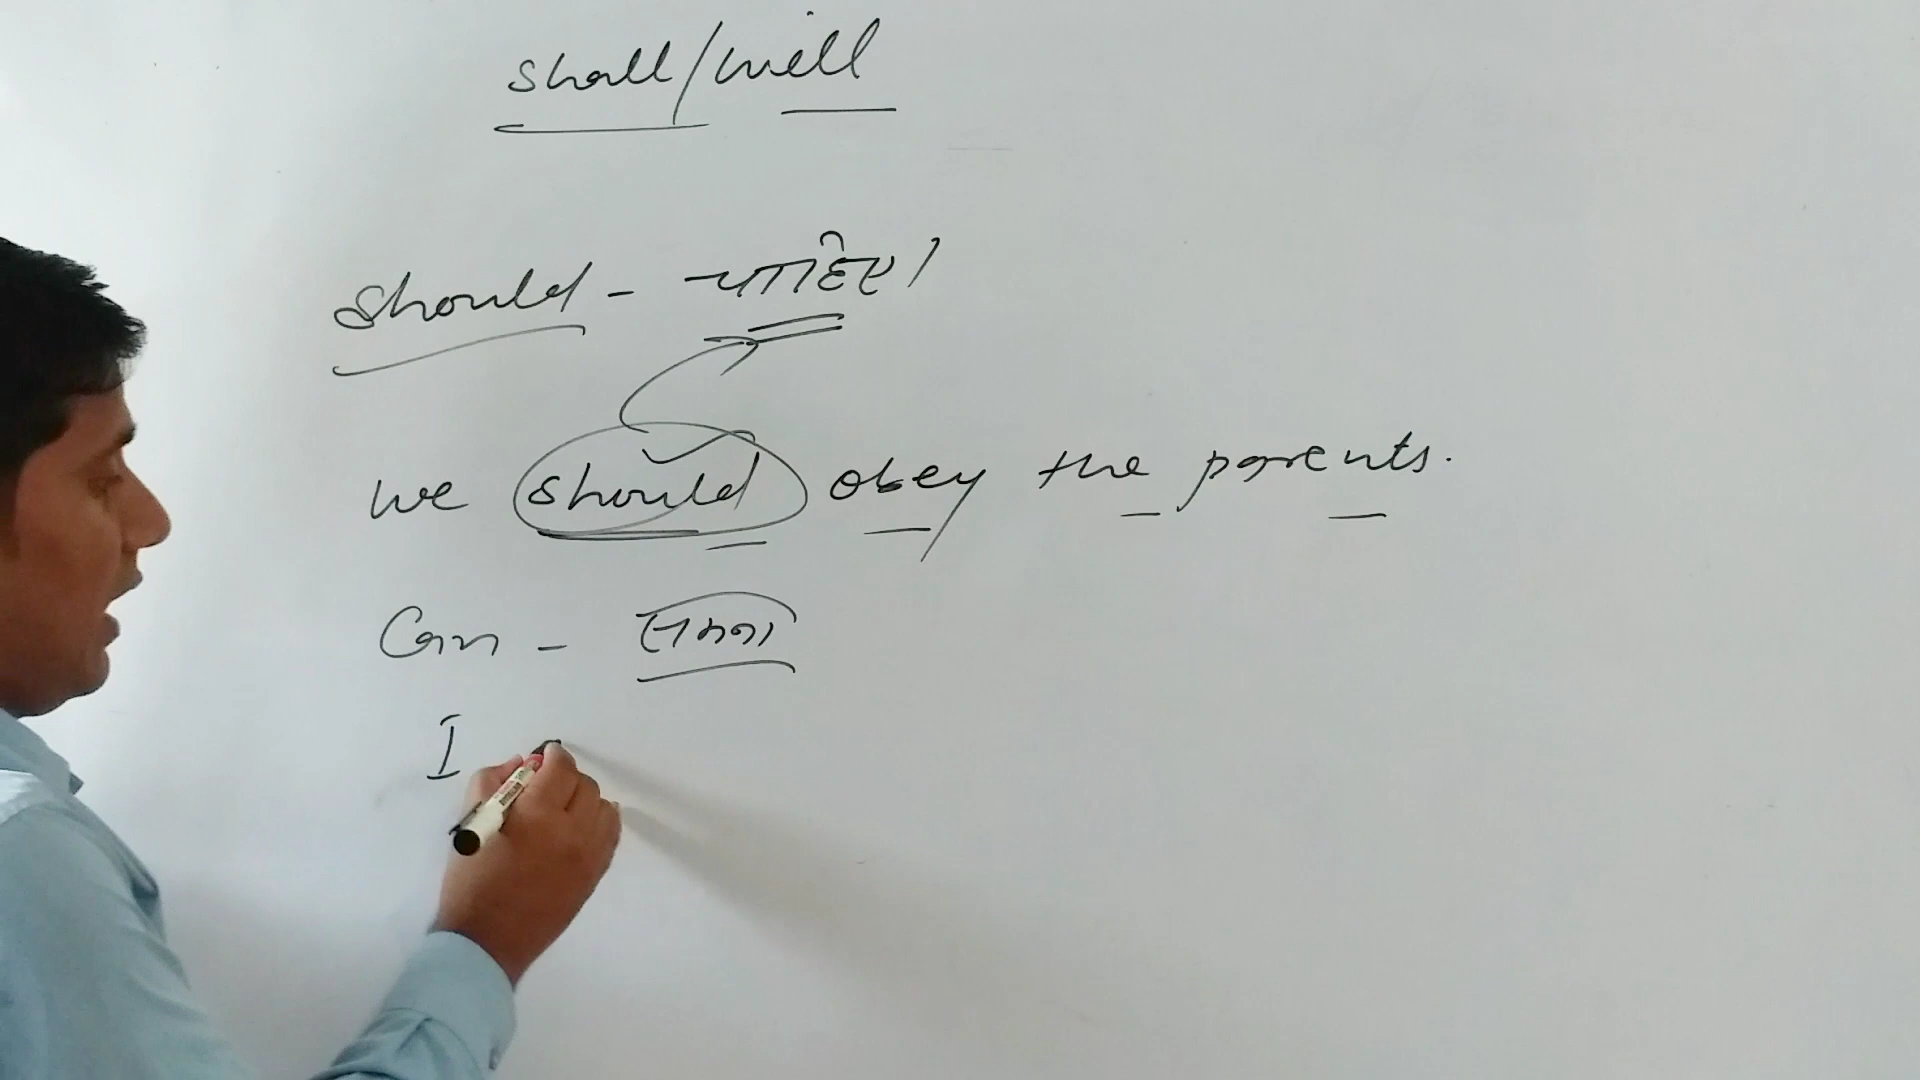 shall/will
should - चाहिए।
we should obey the parents.
Can - सकना
I